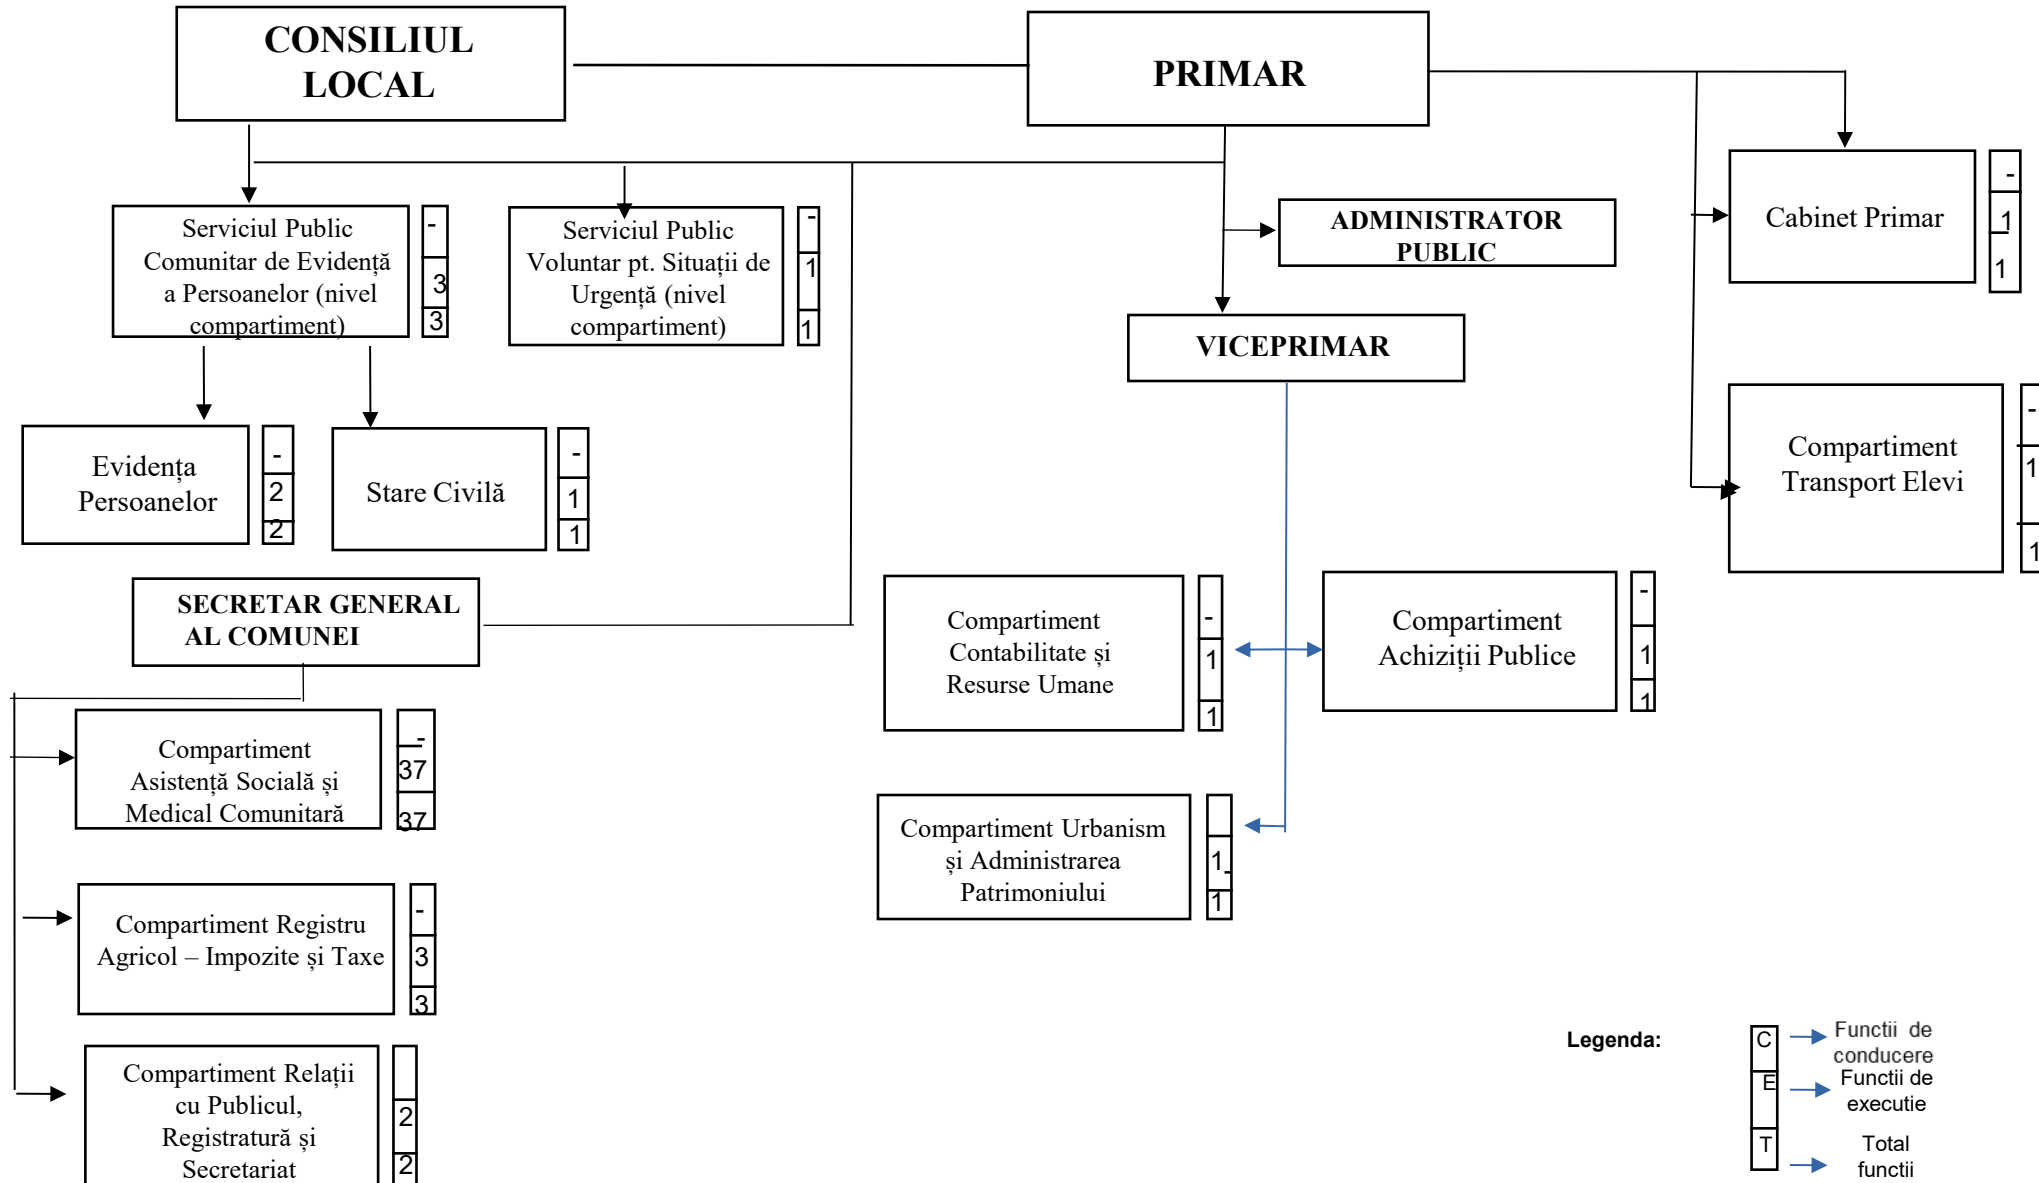 CONSILIUL
LOCAL
PRIMAR
Serviciul Public
Comunitar de Evidență
a Persoanelor (nivel
compartiment)
-
3
3
Serviciul Public
Voluntar pt. Situații de
Urgență (nivel
compartiment)
-
1
1
ADMINISTRATOR
PUBLIC
Cabinet Primar
-
1
1
VICEPRIMAR
Evidența
Persoanelor
-
2
2
Stare Civilă
-
1
1
Compartiment
Transport Elevi
-
1
1
SECRETAR GENERAL
AL COMUNEI
Compartiment
Contabilitate și
Resurse Umane
-
1
1
Compartiment
Achiziții Publice
-
1
1
Compartiment
Asistență Socială și
Medical Comunitară
-
37
37
Compartiment Urbanism
și Administrarea
Patrimoniului
1-
1
Compartiment Registru
Agricol – Impozite și Taxe
-
3
3
Compartiment Relații
cu Publicul,
Registratură și
Secretariat
2
2
Legenda:
C
Functii de
conducere
E
Functii de
executie
T
Total
functii